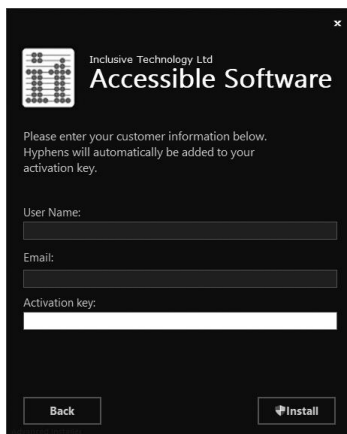 x
Inclusive Technology Ltd
Accessible Software
Please enter your customer information below.
Hyphens will automatically be added to your
activation key.
User Name:
Email:
Activation key:
Back
Install